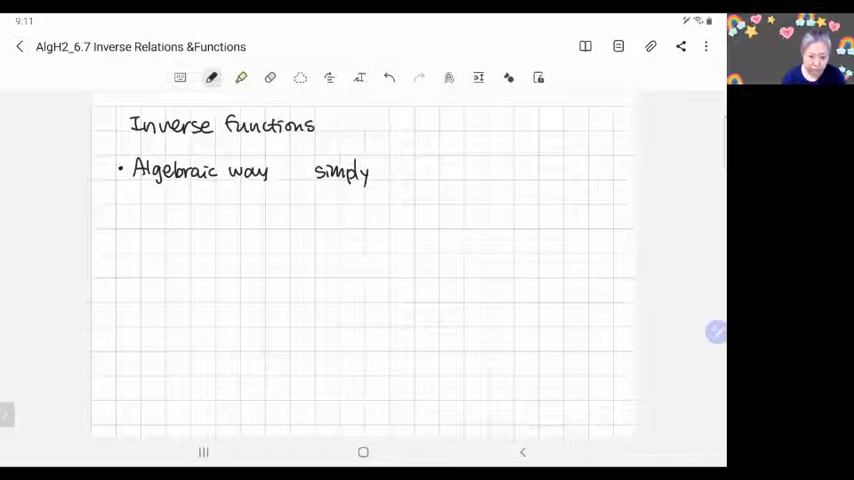 9:11
AlgH2_6.7 Inverse Relations &Functions
Inverse functions
• Algebraic way simply